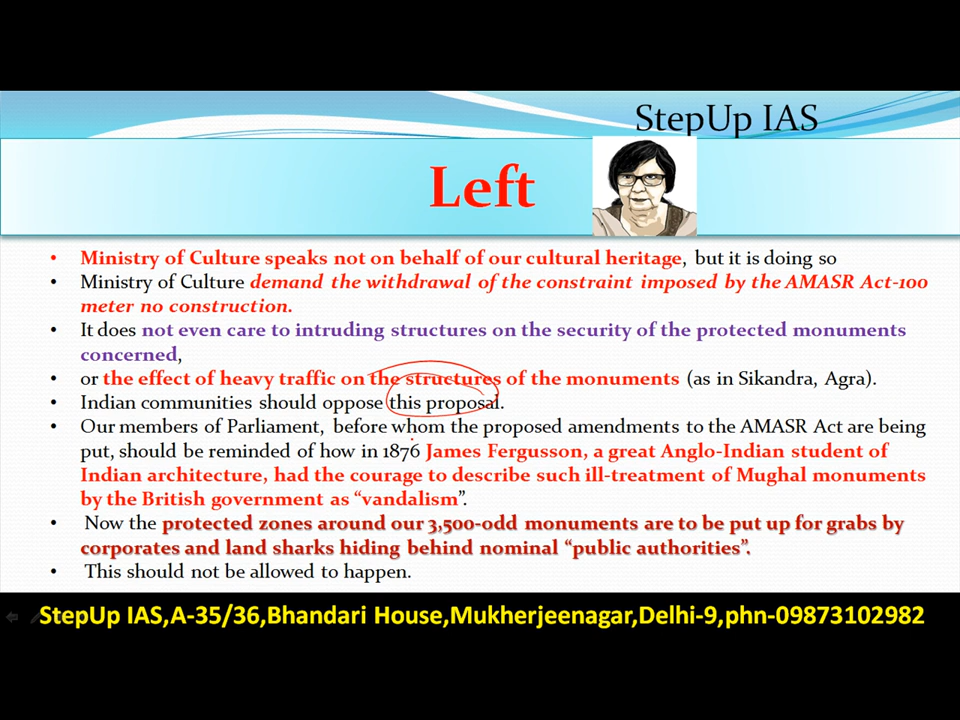 StepUp IAS
Left
• Ministry of Culture speaks not on behalf of our cultural heritage, but it is doing so
• Ministry of Culture demand the withdrawal of the constraint imposed by the AMASR Act-100
meter no construction.
• It does not even care to intruding structures on the security of the protected monuments
concerned,
• or the effect of heavy traffic on the structures of the monuments (as in Sikandra, Agra).
• Indian communities should oppose this proposal.
• Our members of Parliament, before whom the proposed amendments to the AMASR Act are being
put, should be reminded of how in 1876 James Fergusson, a great Anglo-Indian student of
Indian architecture, had the courage to describe such ill-treatment of Mughal monuments
by the British government as “vandalism”.
• Now the protected zones around our 3,500-odd monuments are to be put up for grabs by
corporates and land sharks hiding behind nominal “public authorities”.
• This should not be allowed to happen.
StepUp IAS,A-35/36,Bhandari House,Mukherjeenagar,Delhi-9,phn-09873102982